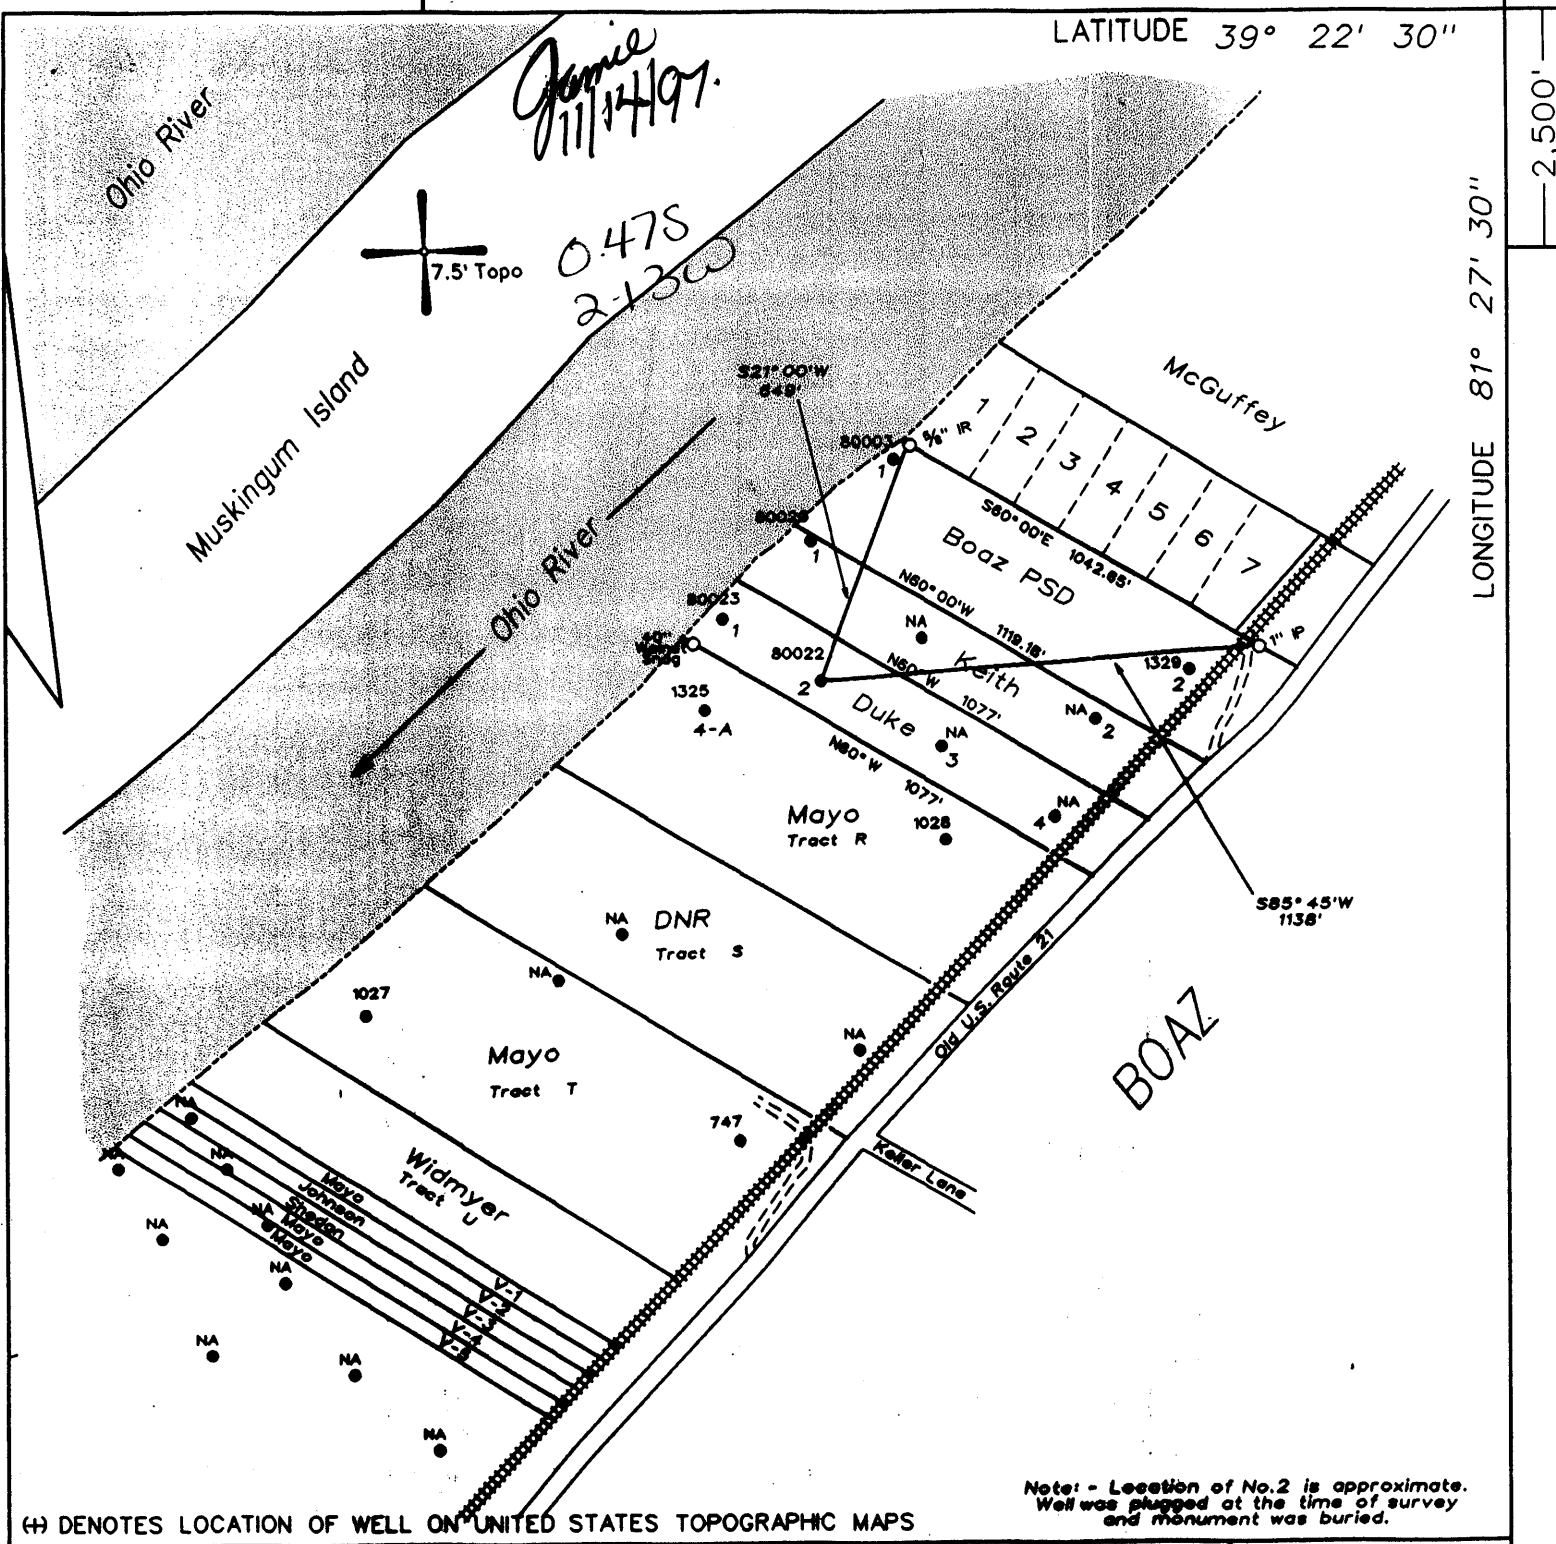 LATITUDE 39° 22' 30"
2,500'
LONGITUDE 81° 27' 30"
Jamie
11/14/97.
Ohio River
0.47S
7.5' Topo
Muskingum Island
S21° 00'W
649'
McGuffey
80003
1
5/8" IR
1
2
3
4
5
6
7
S60° 00'E 1042.65'
Boaz PSD
1
N60° 00'W 1119.16'
Ohio River
80023
1
NA
Keith
1" IP
1329
2
80022
2
N60° W 1077'
NA
2
Duke
NA
3
1325
4-A
N60° W 1077'
Mayo
Tract R
1028
NA
4
S85° 45'W
1138'
NA
DNR
Tract S
NA
NA
Old U.S. Route 21
BOAZ
1027
Mayo
Tract T
747
Keller Lane
Widmyer
Tract U
NA
NA
NA
NA
NA
NA
NA
NA
NA
Mayo
Johnson
Mayo
Mayo
V-1
V-2
V-3
V-4
V-5
Note: - Location of No.2 is approximate.
Well was plugged at the time of survey
and monument was buried.
(+) DENOTES LOCATION OF WELL ON UNITED STATES TOPOGRAPHIC MAPS